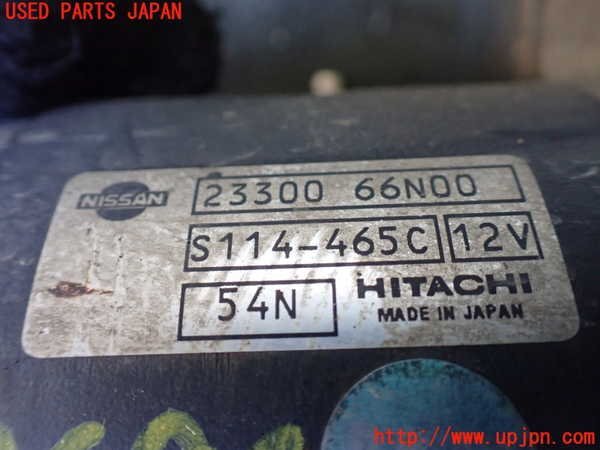 USED PARTS JAPAN
NISSAN
23300 66N00
S114-465C 12V
54N HITACHI
MADE IN JAPAN
http://www.upjpn.com/